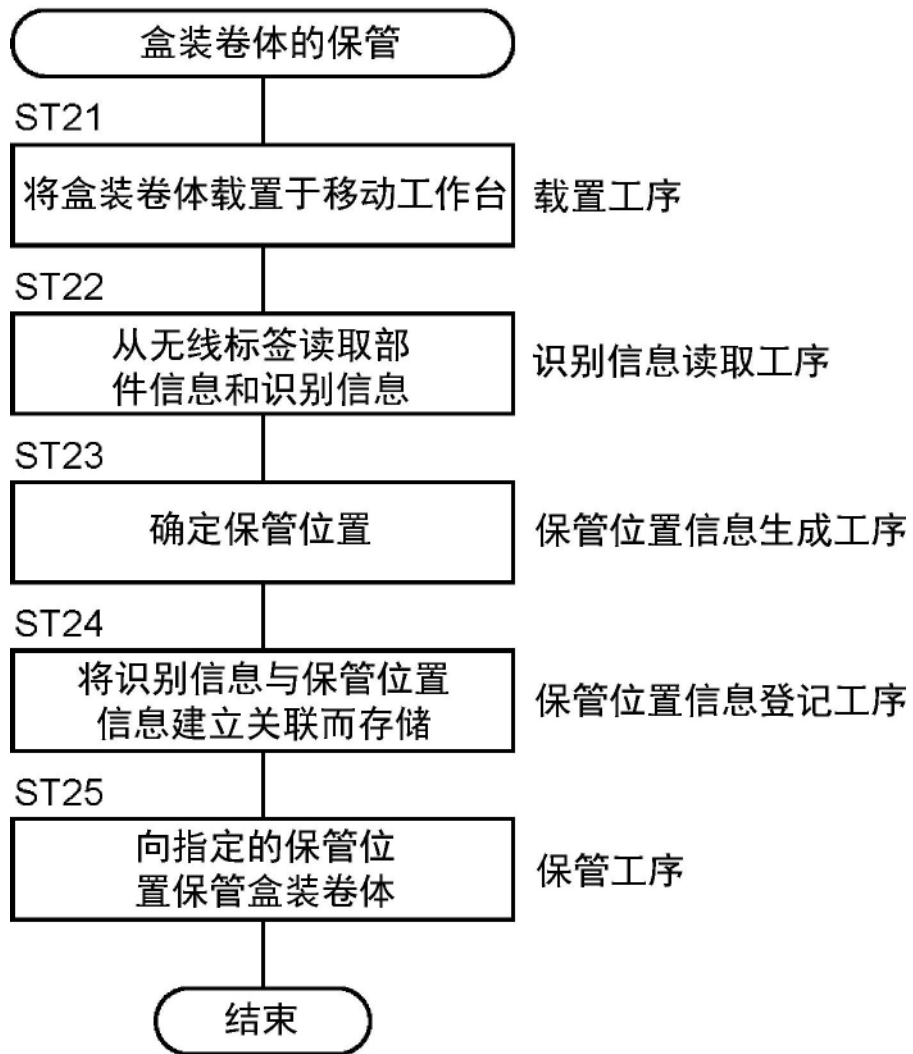 盒装卷体的保管
ST21
将盒装卷体载置于移动工作台
载置工序
ST22
从无线标签读取部
件信息和识别信息
识别信息读取工序
ST23
确定保管位置
保管位置信息生成工序
ST24
将识别信息与保管位置
信息建立关联而存储
保管位置信息登记工序
ST25
向指定的保管位
置保管盒装卷体
保管工序
结束